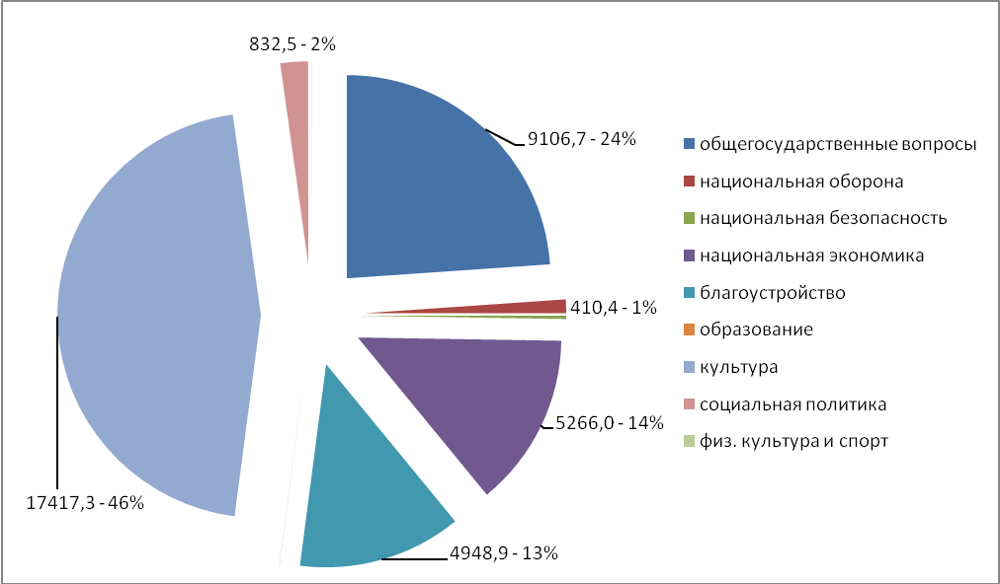 832,5 - 2%
9106,7 - 24%
410,4 - 1%
5266,0 - 14%
4948,9 - 13%
17417,3 - 46%
общегосударственные вопросы
национальная оборона
национальная безопасность
национальная экономика
благоустройство
образование
культура
социальная политика
физ. культура и спорт